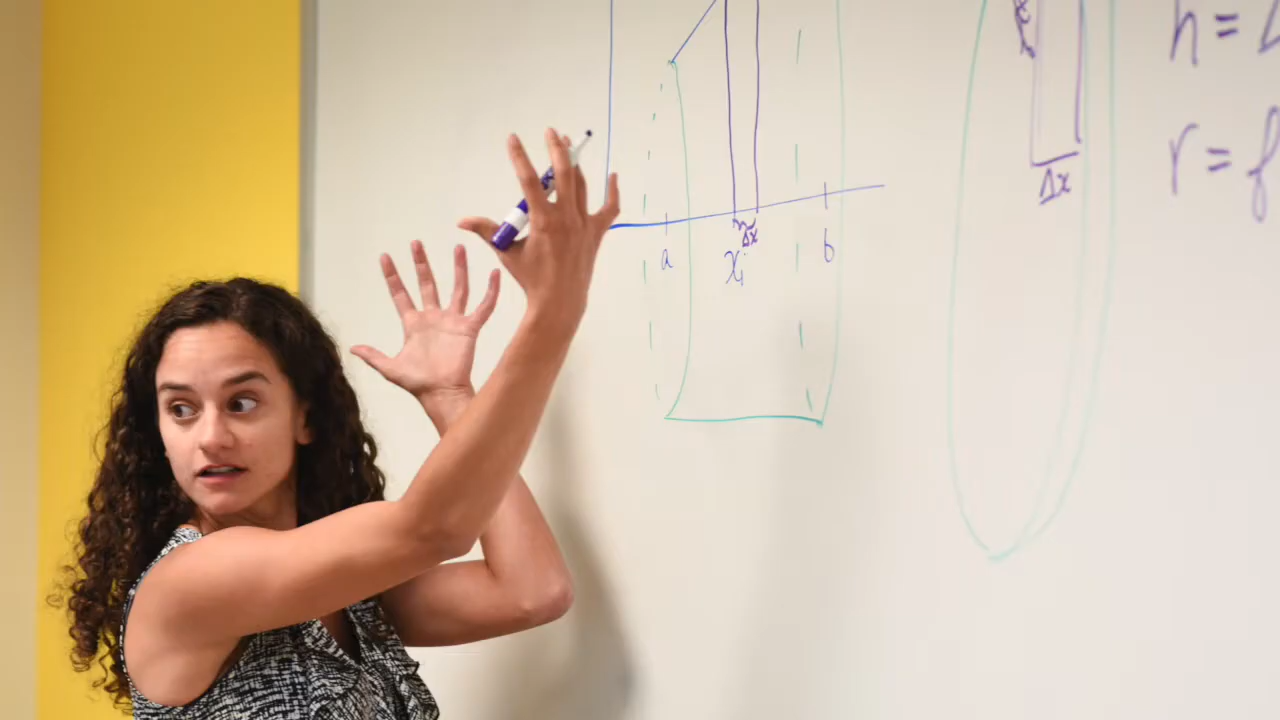 a
Δx
xᵢ
b
Δx
h =
r = f